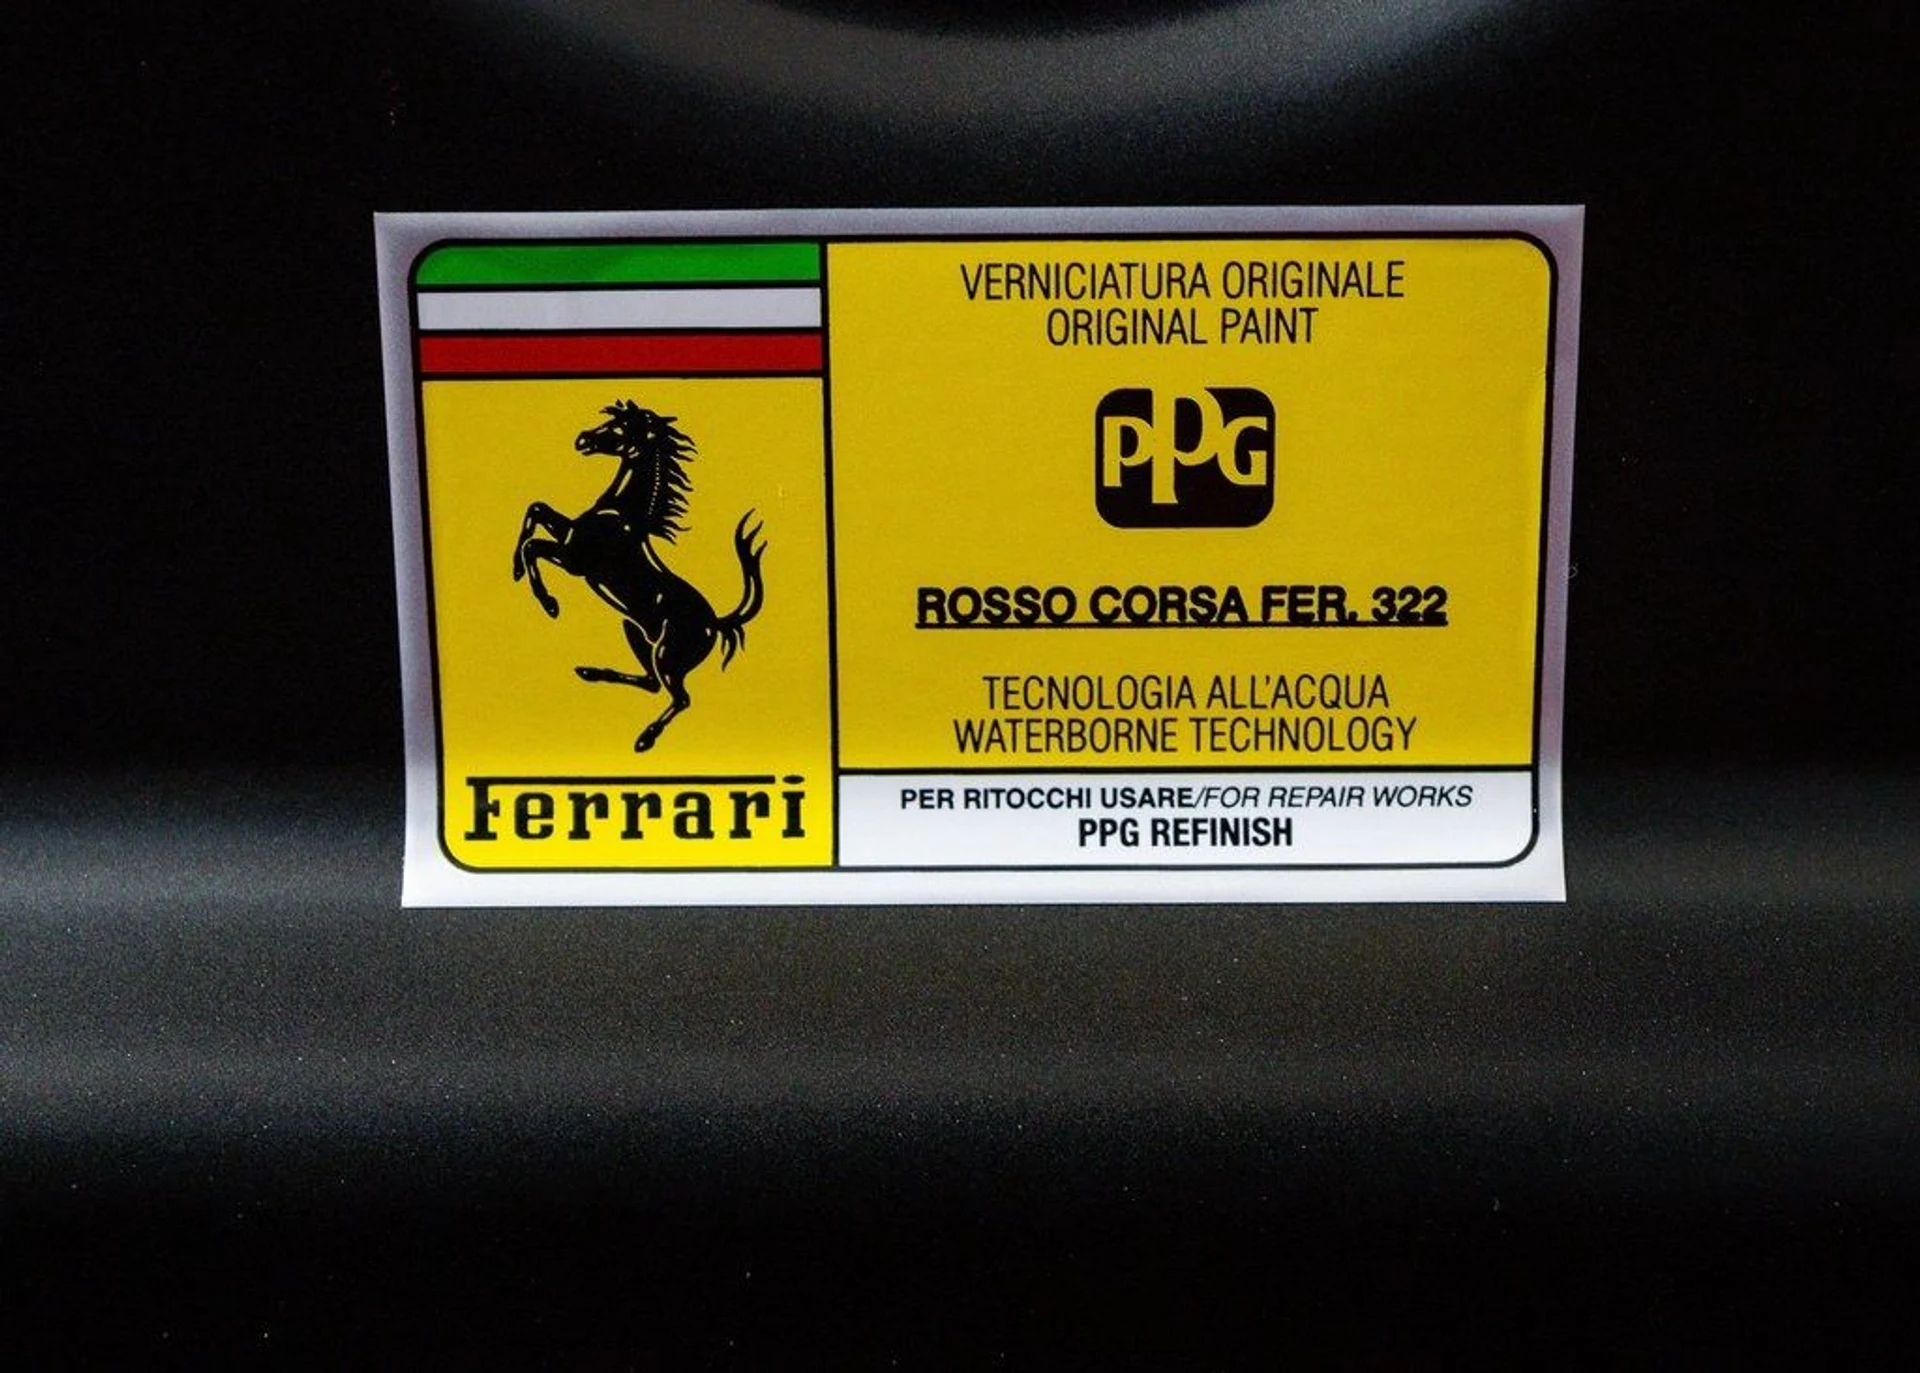 Ferrari
VERNICIATURA ORIGINALE
ORIGINAL PAINT
PPG
ROSSO CORSA FER. 322
TECNOLOGIA ALL'ACQUA
WATERBORNE TECHNOLOGY
PER RITOCCHI USARE/FOR REPAIR WORKS
PPG REFINISH